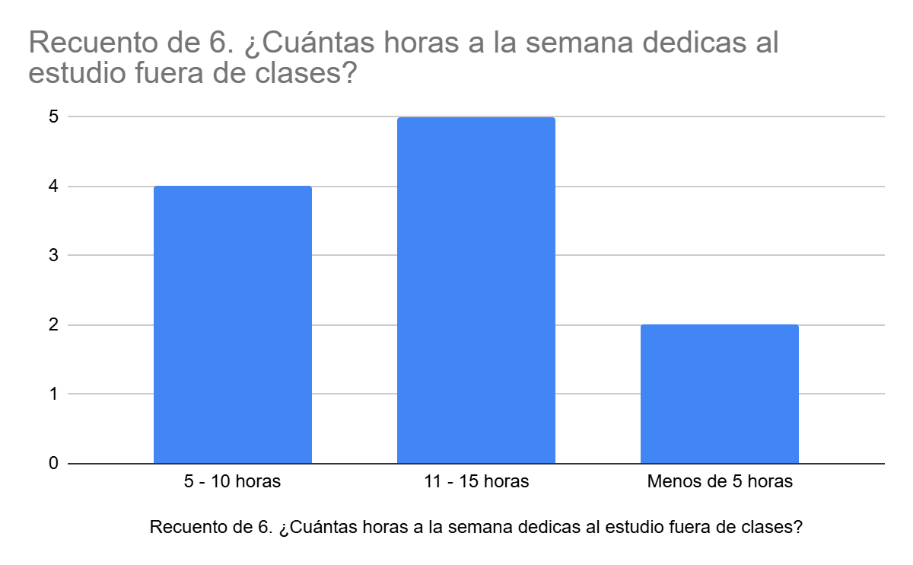 Recuento de 6. ¿Cuántas horas a la semana dedicas al
estudio fuera de clases?
5
4
3
2
1
0
5 - 10 horas
11 - 15 horas
Menos de 5 horas
Recuento de 6. ¿Cuántas horas a la semana dedicas al estudio fuera de clases?